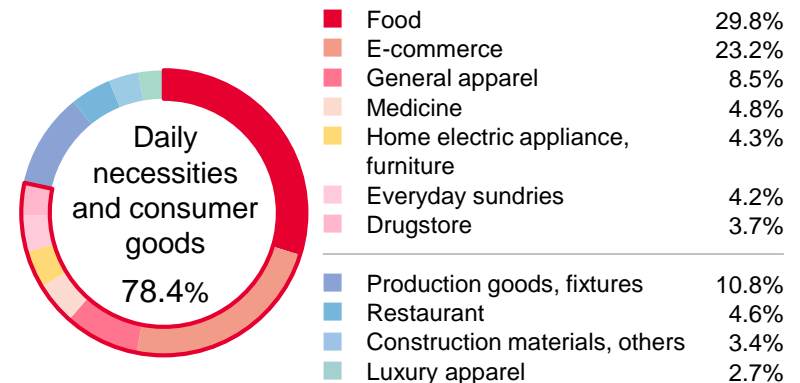 Daily
necessities
and consumer
goods
78.4%
Food 29.8%
E-commerce 23.2%
General apparel 8.5%
Medicine 4.8%
Home electric appliance, 4.3%
furniture
Everyday sundries 4.2%
Drugstore 3.7%
Production goods, fixtures 10.8%
Restaurant 4.6%
Construction materials, others 3.4%
Luxury apparel 2.7%